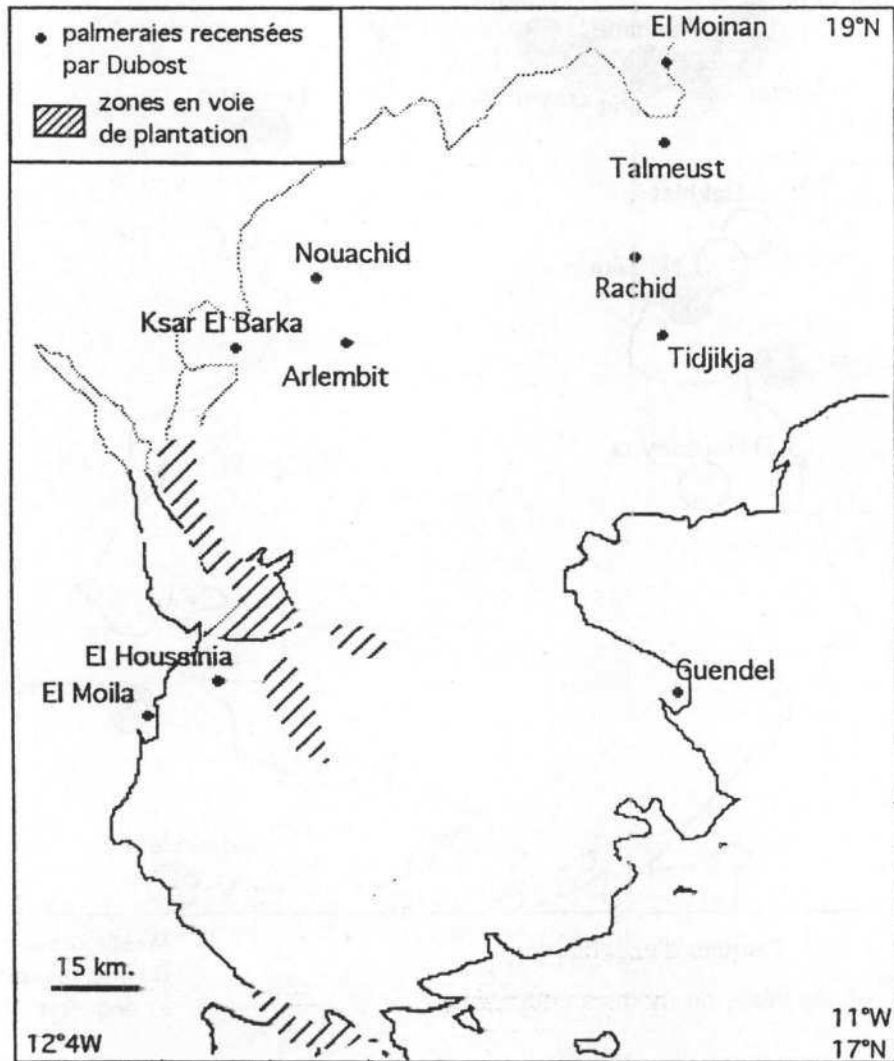 palmeraies recensées
par Dubost
zones en voie
de plantation
El Moinan
19°N
Talmeust
Nouachid
Rachid
Ksar El Barka
Arlembit
Tidjikja
El Houssinia
El Moila
Guendel
15 km.
12°4W
11°W
17°N